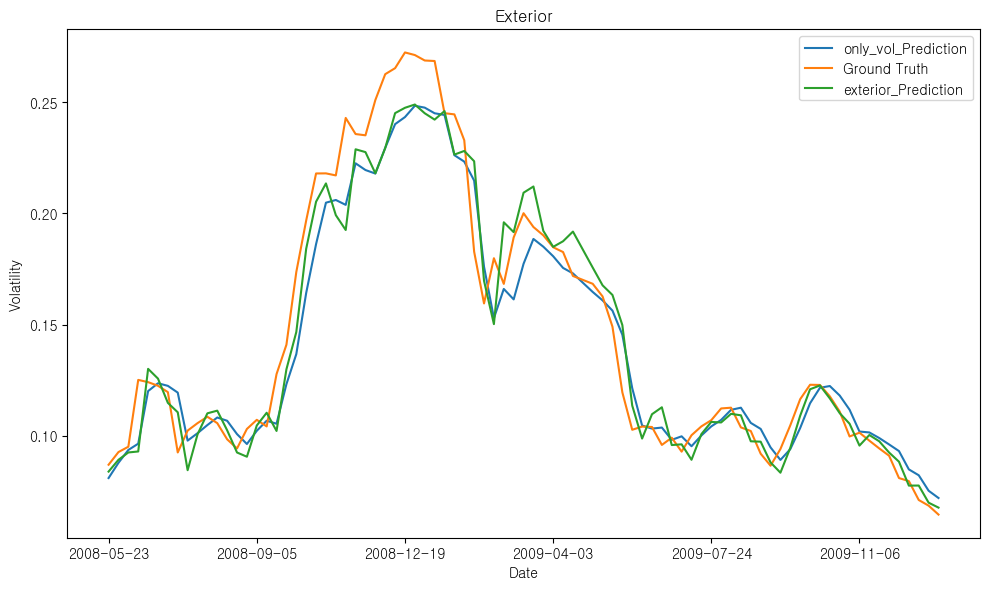 Exterior
only_vol_Prediction
Ground Truth
exterior_Prediction
Volatility
0.25
0.20
0.15
0.10
2008-05-23
2008-09-05
2008-12-19
2009-04-03
2009-07-24
2009-11-06
Date